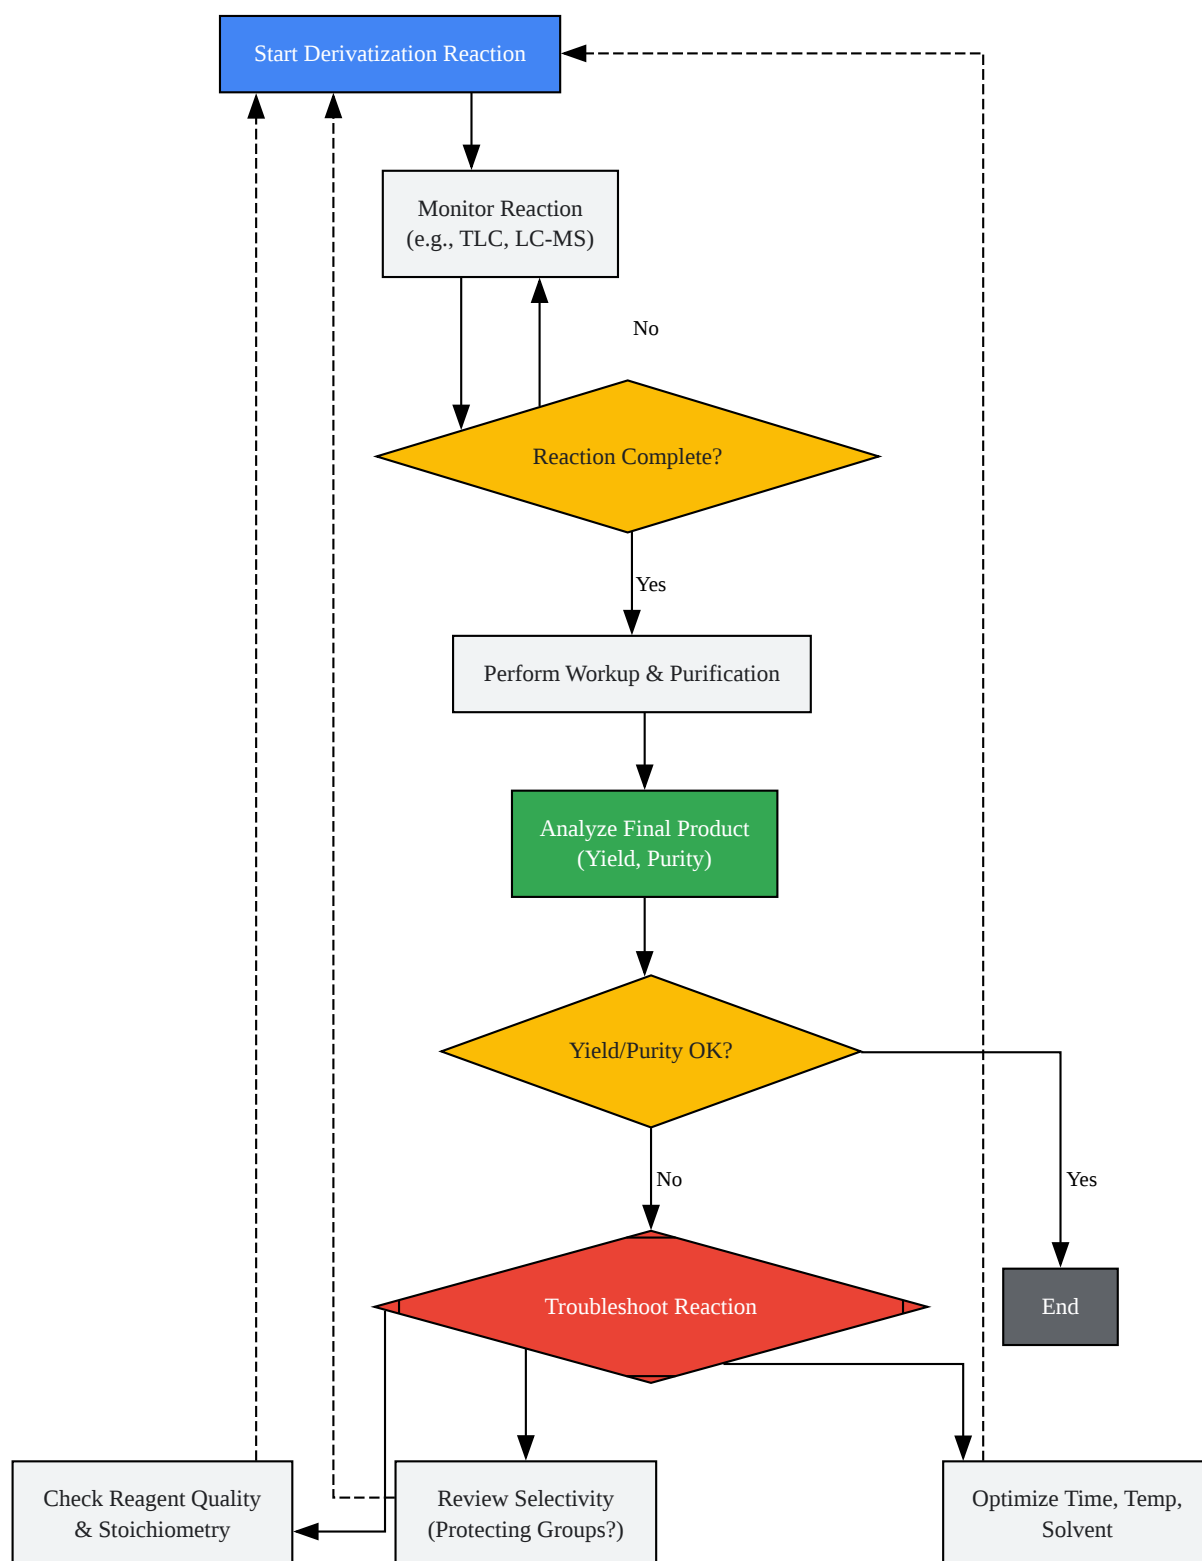 Start Derivatization Reaction
Monitor Reaction
(e.g., TLC, LC-MS)
No
Reaction Complete?
Yes
Perform Workup & Purification
Analyze Final Product
(Yield, Purity)
Yield/Purity OK?
No
Yes
Troubleshoot Reaction
End
Check Reagent Quality
& Stoichiometry
Review Selectivity
(Protecting Groups?)
Optimize Time, Temp,
Solvent